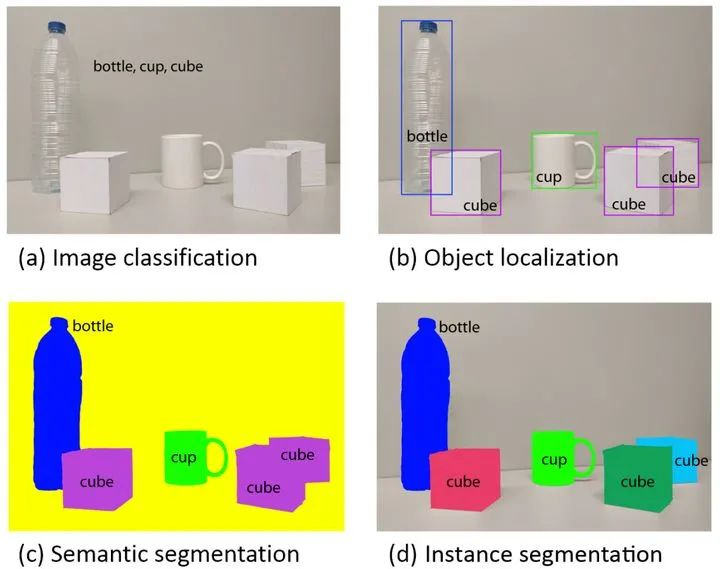 bottle, cup, cube
(a) Image classification
bottle
cup
cube
cube
cube
(b) Object localization
bottle
cup
cube
cube
cube
(c) Semantic segmentation
bottle
cup
cube
cube
cube
(d) Instance segmentation